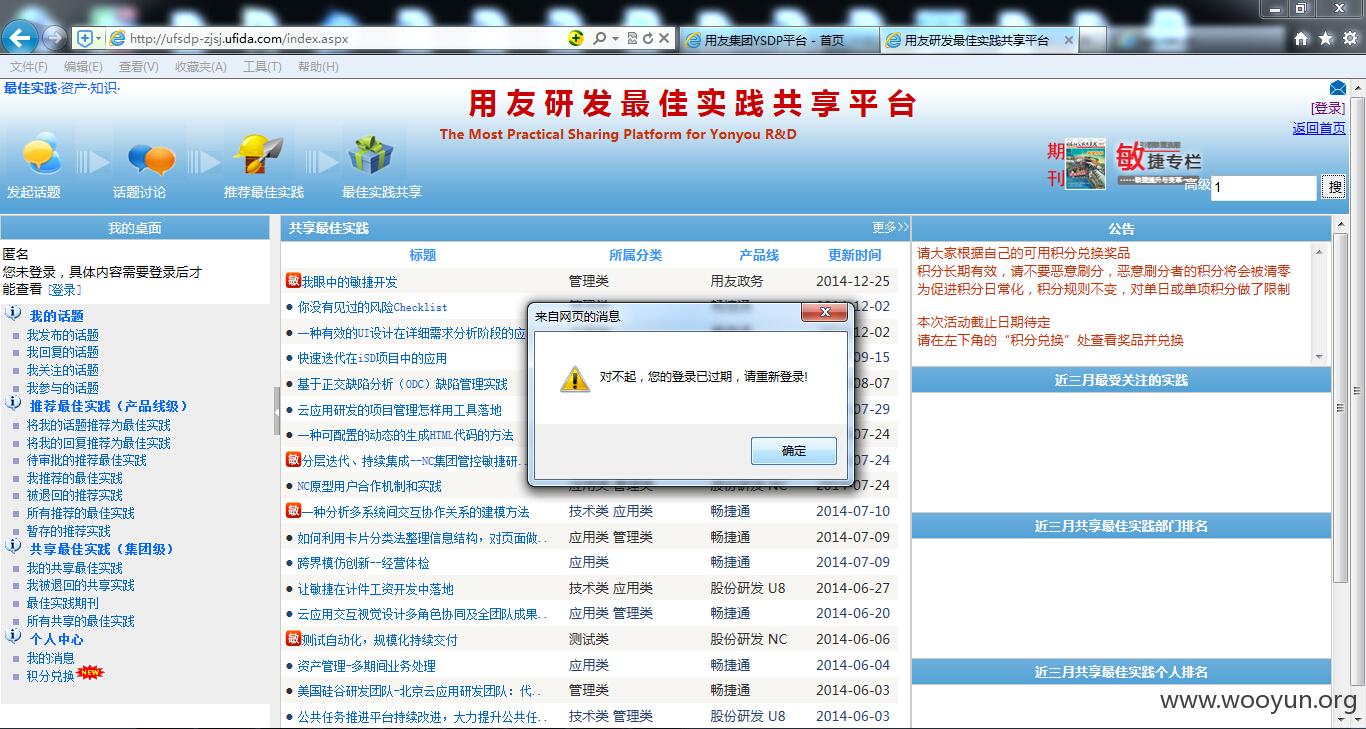 http://ufsdp-zjsj.ufida.com/index.aspx
用友集团YSDP平台 - 首页
用友研发最佳实践共享平台
文件(F) 编辑(E) 查看(V) 收藏夹(A) 工具(T) 帮助(H)
最佳实践·资产·知识·
用友研发最佳实践共享平台
The Most Practical Sharing Platform for Yonyou R&D
[登录]
返回首页
发起话题 话题讨论 推荐最佳实践 最佳实践共享
期刊
敏捷专栏
高级 1 搜
我的桌面
匿名
您未登录，具体内容需要登录后才
能查看 [登录]
我的话题
我发布的话题
我回复的话题
我关注的话题
我参与的话题
推荐最佳实践（产品线级）
将我的话题推荐为最佳实践
将我的回复推荐为最佳实践
待审批的推荐最佳实践
我推荐的最佳实践
被退回的推荐实践
所有推荐的最佳实践
暂存的推荐实践
共享最佳实践（集团级）
我的共享最佳实践
我被退回的共享实践
最佳实践期刊
所有共享的最佳实践
个人中心
我的消息
积分兑换 NEW
共享最佳实践 更多>>
标题 所属分类 产品线 更新时间
敏 我眼中的敏捷开发 管理类 用友政务 2014-12-25
你没有见过的风险Checklist 12-02
一种有效的UI设计在详细需求分析阶段的应 12-02
快速迭代在iSD项目中的应用 09-15
基于正交缺陷分析（ODC）缺陷管理实践 08-07
云应用研发的项目管理怎样用工具落地 07-29
一种可配置的动态的生成HTML代码的方法 07-24
敏 分层迭代、持续集成--NC集团管控敏捷研.. 07-24
NC原型用户合作机制和实践 应用类 管理类 股份研发 NC 2014-07-24
敏 一种分析多系统间交互协作关系的建模方法 技术类 应用类 畅捷通 2014-07-10
如何利用卡片分类法整理信息结构，对页面做.. 应用类 管理类 畅捷通 2014-07-09
跨界模仿创新--经营体检 应用类 畅捷通 2014-07-09
让敏捷在计件工资开发中落地 技术类 应用类 股份研发 U8 2014-06-27
云应用交互视觉设计多角色协同及全团队成果.. 应用类 管理类 畅捷通 2014-06-20
敏 测试自动化，规模化持续交付 测试类 股份研发 NC 2014-06-06
资产管理-多期间业务处理 应用类 畅捷通 2014-06-04
美国硅谷研发团队-北京云应用研发团队：代.. 管理类 畅捷通 2014-06-03
公共任务推进平台持续改进，大力提升公共任.. 技术类 管理类 股份研发 U8 2014-06-03
来自网页的消息
对不起，您的登录已过期，请重新登录!
确定
公告
请大家根据自己的可用积分兑换奖品
积分长期有效，请不要恶意刷分，恶意刷分者的积分将会被清零
为促进积分日常化，积分规则不变，对单日或单项积分做了限制
本次活动截止日期待定
请在左下角的“积分兑换”处查看奖品并兑换
近三月最受关注的实践
近三月共享最佳实践部门排名
近三月共享最佳实践个人排名
www.wooyun.org